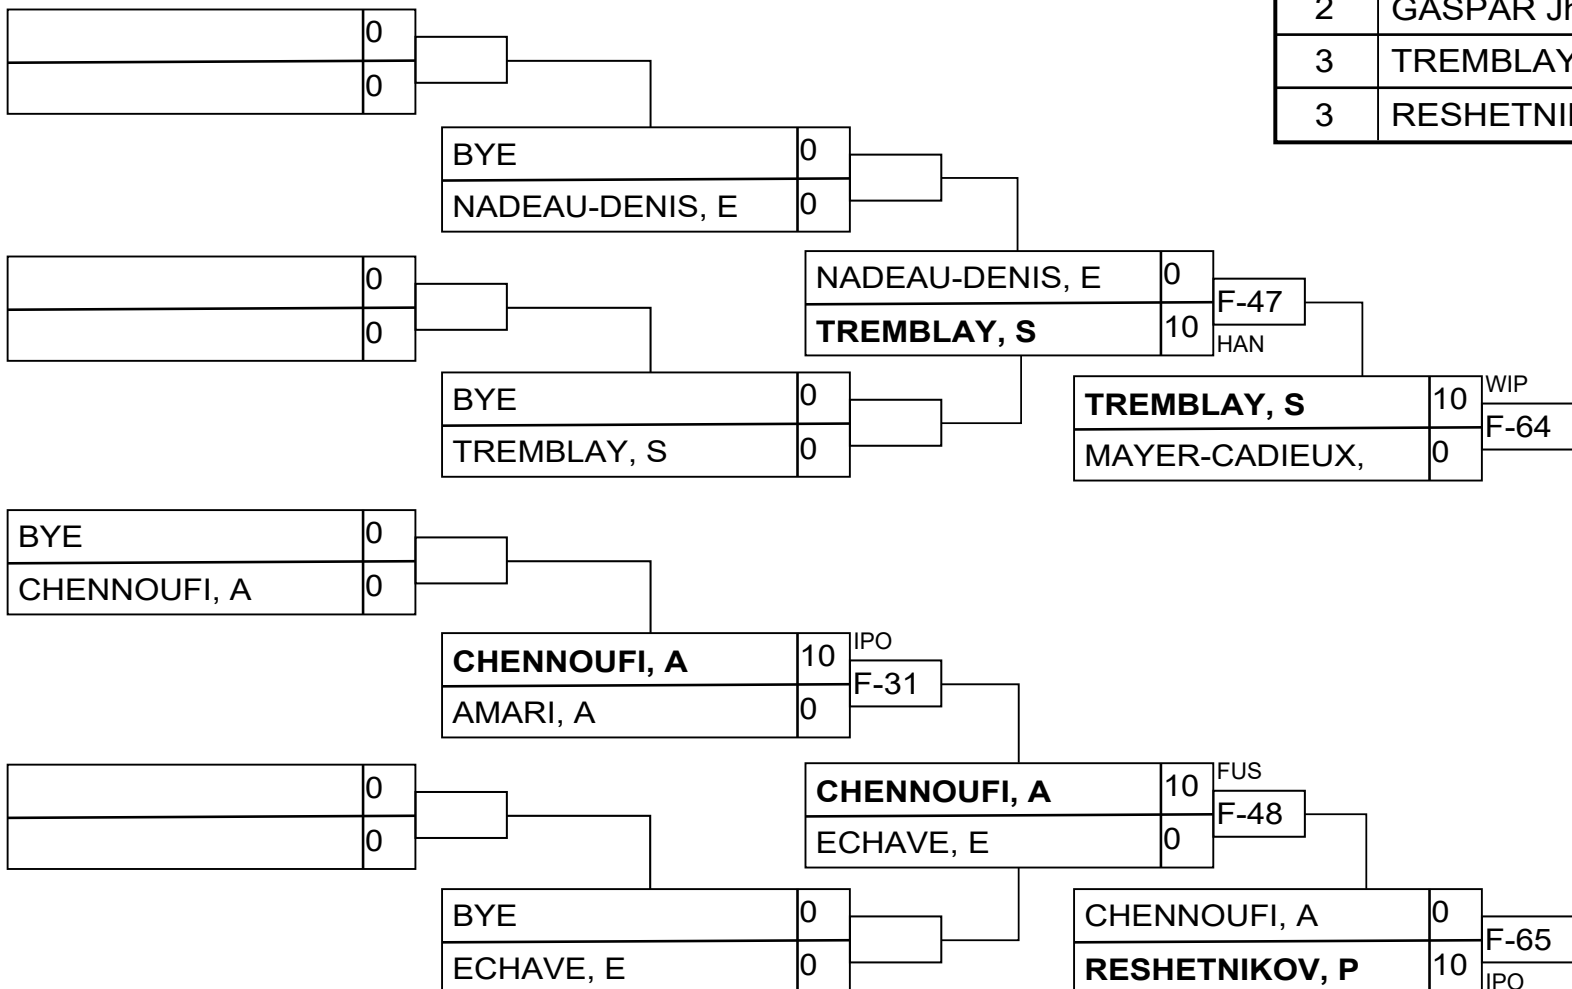 2 GASPAR
3 TREMBLAY
3
0
0
BYE 0
NADEAU-DENIS, E 0
0
0
NADEAU-DENIS, E 0
F-47
TREMBLAY, S 10
HAN
BYE 0
TREMBLAY, S 0
WIP
TREMBLAY, S 10
F-64
MAYER-CADIEUX, 0
BYE 0
CHENNOUFI, A 0
IPO
CHENNOUFI, A 10
F-31
AMARI, A 0
0
0
FUS
CHENNOUFI, A 10
F-48
ECHAVE, E 0
BYE 0
ECHAVE, E 0
CHENNOUFI, A 0
F-65
RESHETNIKOV, P 10
IPO